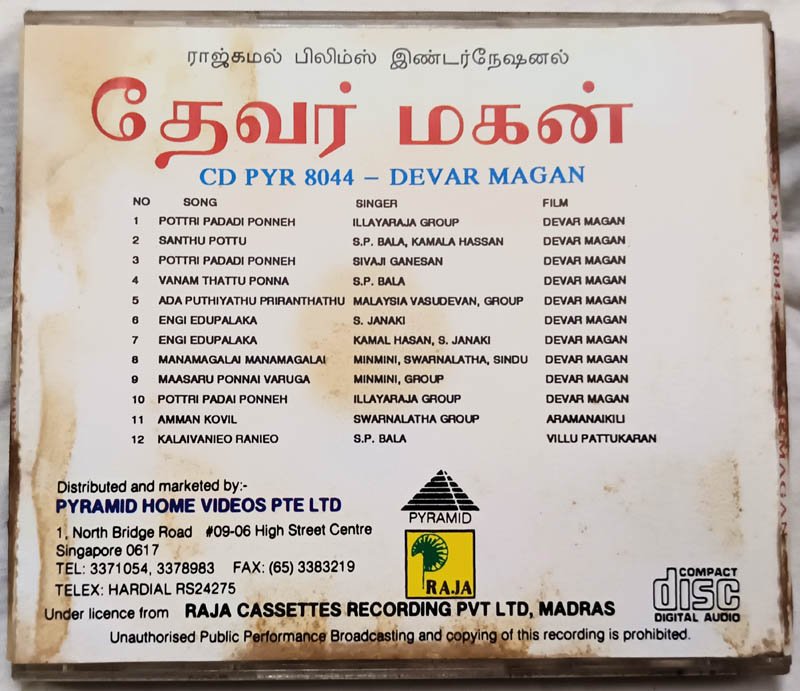 ராஜ்கமல் பிலிம்ஸ் இண்டர்நேஷனல்
தேவர் மகன்
CD PYR 8044 – DEVAR MAGAN
NO SONG SINGER FILM
1 POTTRI PADADI PONNEH ILLAYARAJA GROUP DEVAR MAGAN
2 SANTHU POTTU S.P. BALA, KAMALA HASSAN DEVAR MAGAN
3 POTTRI PADADI PONNEH SIVAJI GANESAN DEVAR MAGAN
4 VANAM THATTU PONNA S.P. BALA DEVAR MAGAN
5 ADA PUTHIYATHU PRIRANTHATHU MALAYSIA VASUDEVAN, GROUP DEVAR MAGAN
6 ENGI EDUPALAKA S. JANAKI DEVAR MAGAN
7 ENGI EDUPALAKA KAMAL HASAN, S. JANAKI DEVAR MAGAN
8 MANAMAGALAI MANAMAGALAI MINMINI, SWARNALATHA, SINDU DEVAR MAGAN
9 MAASARU PONNAI VARUGA MINMINI, GROUP DEVAR MAGAN
10 POTTRI PADAI PONNEH ILLAYARAJA GROUP DEVAR MAGAN
11 AMMAN KOVIL SWARNALATHA GROUP ARAMANAIKILI
12 KALAIVANIEO RANIEO S.P. BALA VILLU PATTUKARAN
Distributed and marketed by:-
PYRAMID HOME VIDEOS PTE LTD
1, North Bridge Road #09-06 High Street Centre
Singapore 0617
TEL: 3371054, 3378983 FAX: (65) 3383219
TELEX: HARDIAL RS24275
PYRAMID
RAJA
COMPACT
disc
DIGITAL AUDIO
Under licence from RAJA CASSETTES RECORDING PVT LTD, MADRAS
Unauthorised Public Performance Broadcasting and copying of this recording is prohibited.
PYR 8044
MAGAN